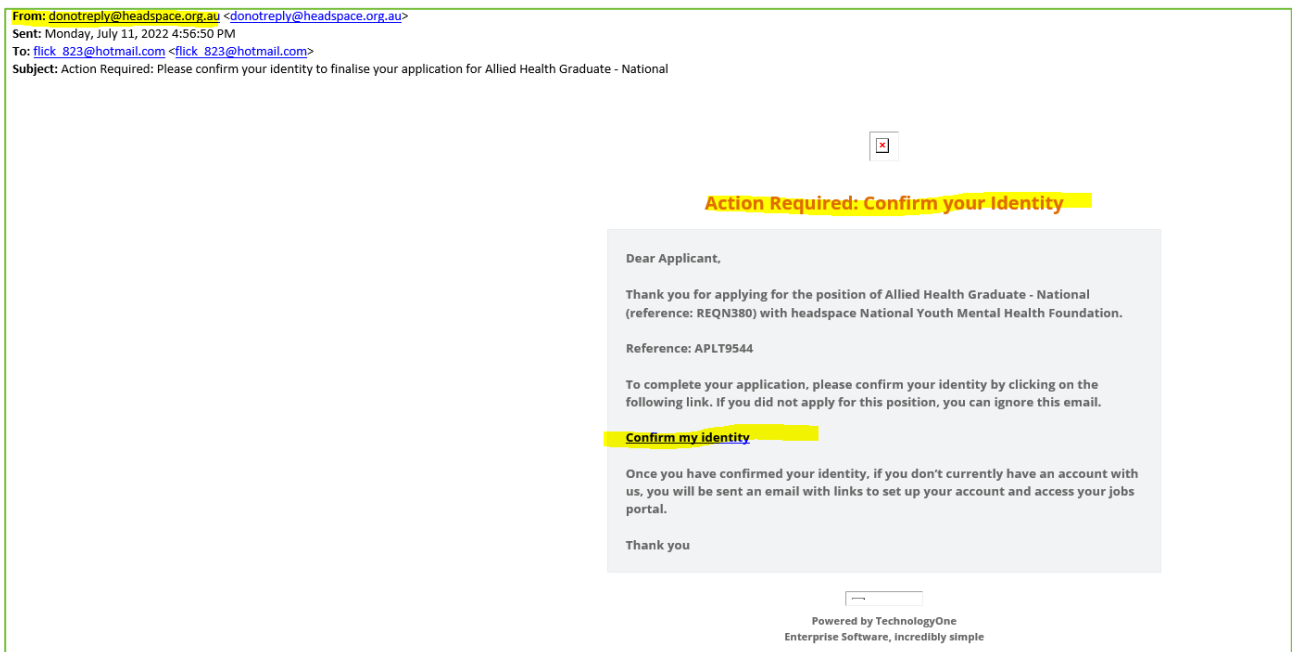 From: donotreply@headspace.org.au <donotreply@headspace.org.au>
Sent: Monday, July 11, 2022 4:56:50 PM
To: flick_823@hotmail.com <flick_823@hotmail.com>
Subject: Action Required: Please confirm your identity to finalise your application for Allied Health Graduate - National
Action Required: Confirm your Identity
Dear Applicant,
Thank you for applying for the position of Allied Health Graduate - National
(reference: REQN380) with headspace National Youth Mental Health Foundation.
Reference: APLT9544
To complete your application, please confirm your identity by clicking on the
following link. If you did not apply for this position, you can ignore this email.
Confirm my identity
Once you have confirmed your identity, if you don’t currently have an account with
us, you will be sent an email with links to set up your account and access your jobs
portal.
Thank you
Powered by TechnologyOne
Enterprise Software, incredibly simple